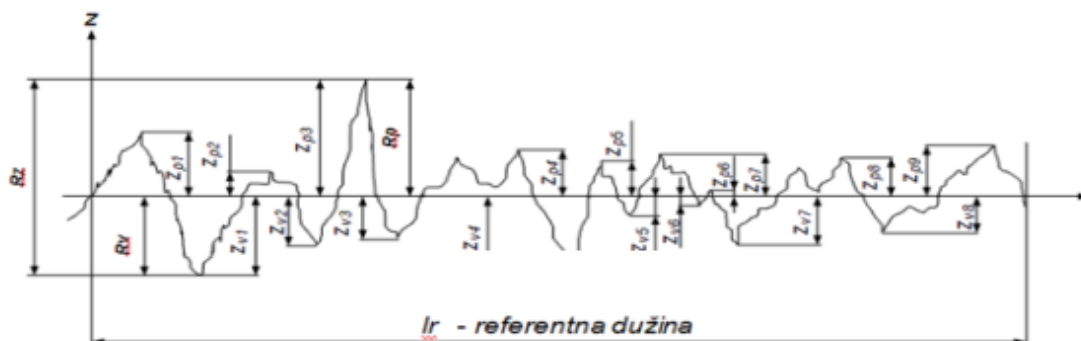 z
Zp1
Zp2
Zp3
Rp
Zp4
Zp5
Zp6
Zp7
Zp8
Zp9
Rz
Rv
Zv1
Zv2
Zv3
Zv4
Zv5
Zv6
Zv7
Zv8
lr - referentna dužina